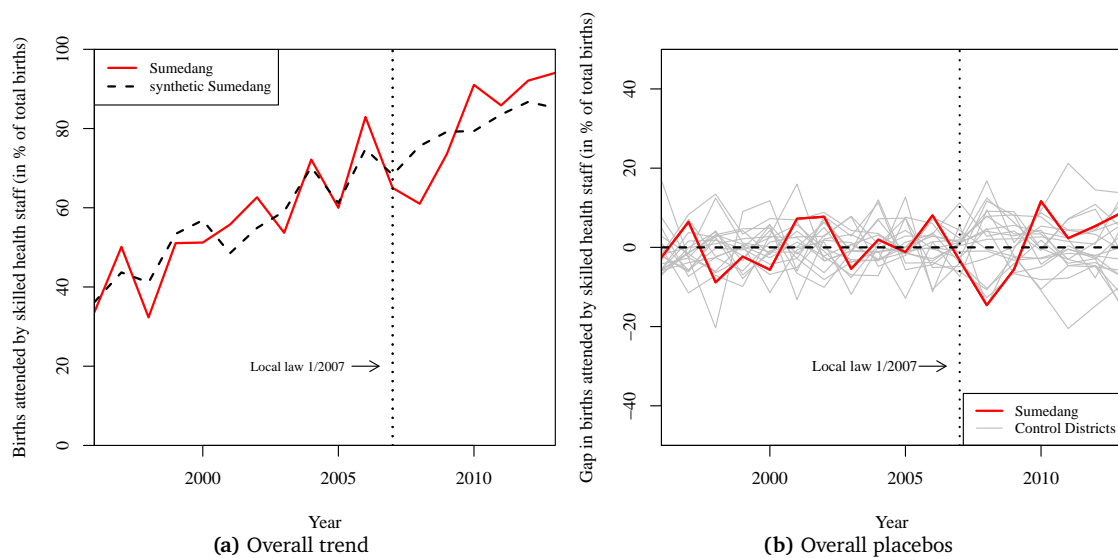 Births attended by skilled health staff (in % of total births)
0
20
40
60
80
100
Sumedang
synthetic Sumedang
Local law 1/2007
2000
2005
2010
Year
(a) Overall trend
Gap in births attended by skilled health staff (in % of total births)
−40
−20
0
20
40
Local law 1/2007
Sumedang
Control Districts
2000
2005
2010
Year
(b) Overall placebos